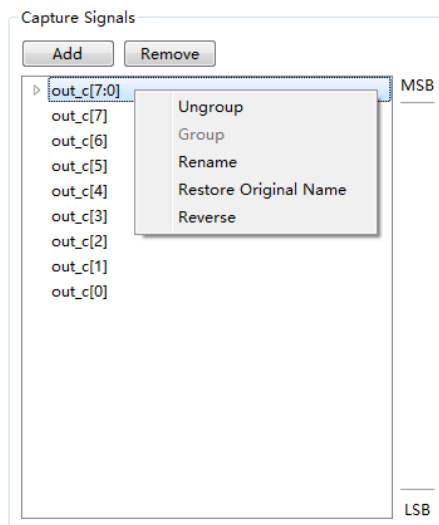 Capture Signals
Add Remove
out_c[7:0] MSB
out_c[7]
out_c[6]
out_c[5]
out_c[4]
out_c[3]
out_c[2]
out_c[1]
out_c[0]
Ungroup
Group
Rename
Restore Original Name
Reverse
LSB